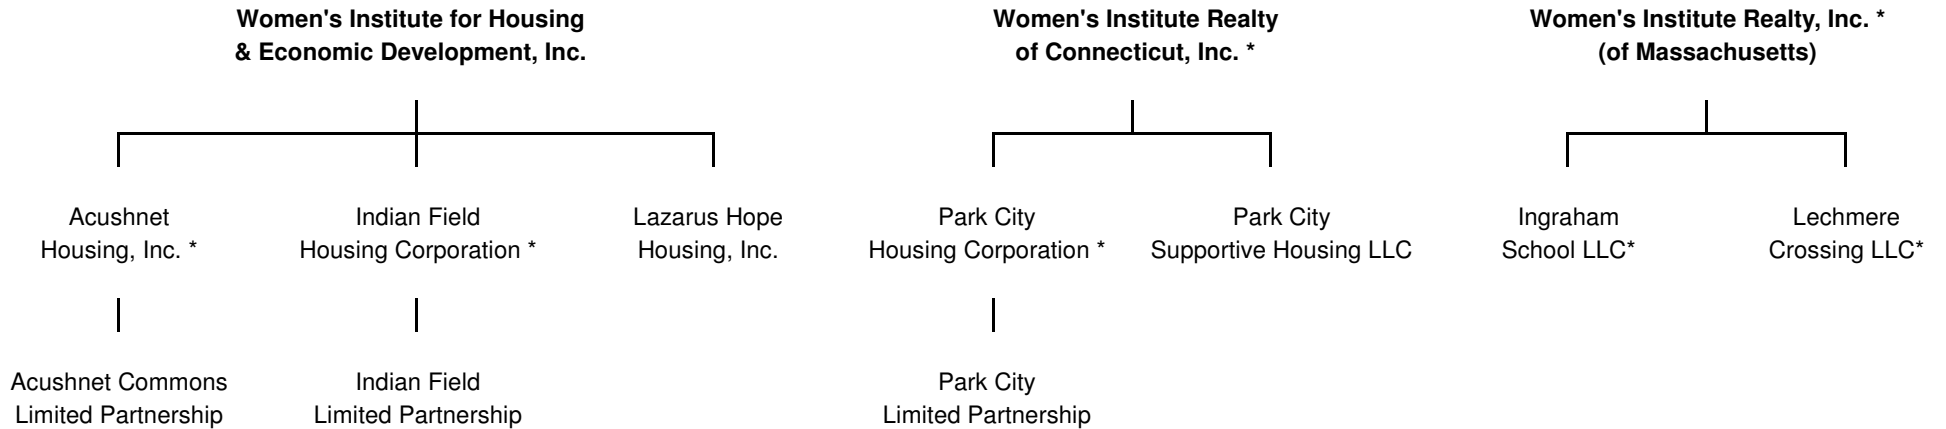 Women's Institute for Housing
& Economic Development, Inc.
Women's Institute Realty
of Connecticut, Inc. *
Women's Institute Realty, Inc. *
(of Massachusetts)
Acushnet
Housing, Inc. *
Indian Field
Housing Corporation *
Lazarus Hope
Housing, Inc.
Park City
Housing Corporation *
Park City
Supportive Housing LLC
Ingraham
School LLC*
Lechmere
Crossing LLC*
Acushnet Commons
Limited Partnership
Indian Field
Limited Partnership
Park City
Limited Partnership